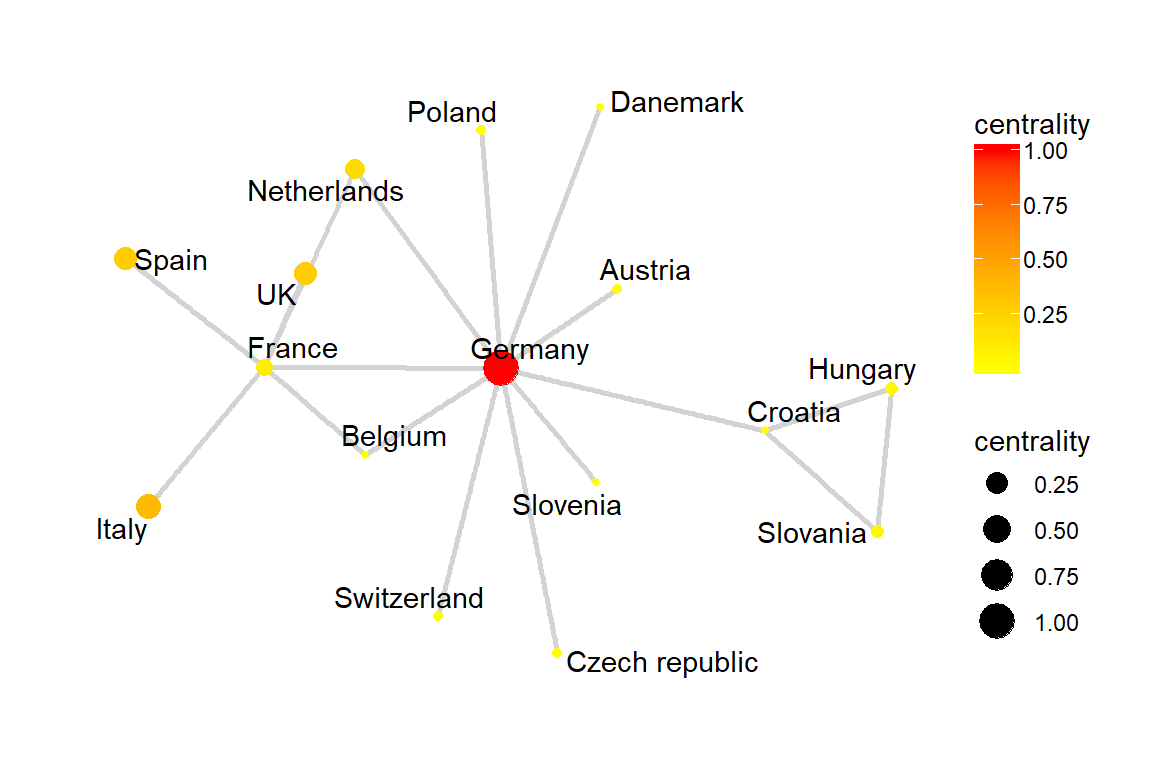 Poland
Danemark
Netherlands
Spain
UK
Austria
France
Germany
Hungary
Croatia
Belgium
Slovenia
Italy
Slovania
Switzerland
Czech republic
centrality
1.00
0.75
0.50
0.25
centrality
0.25
0.50
0.75
1.00